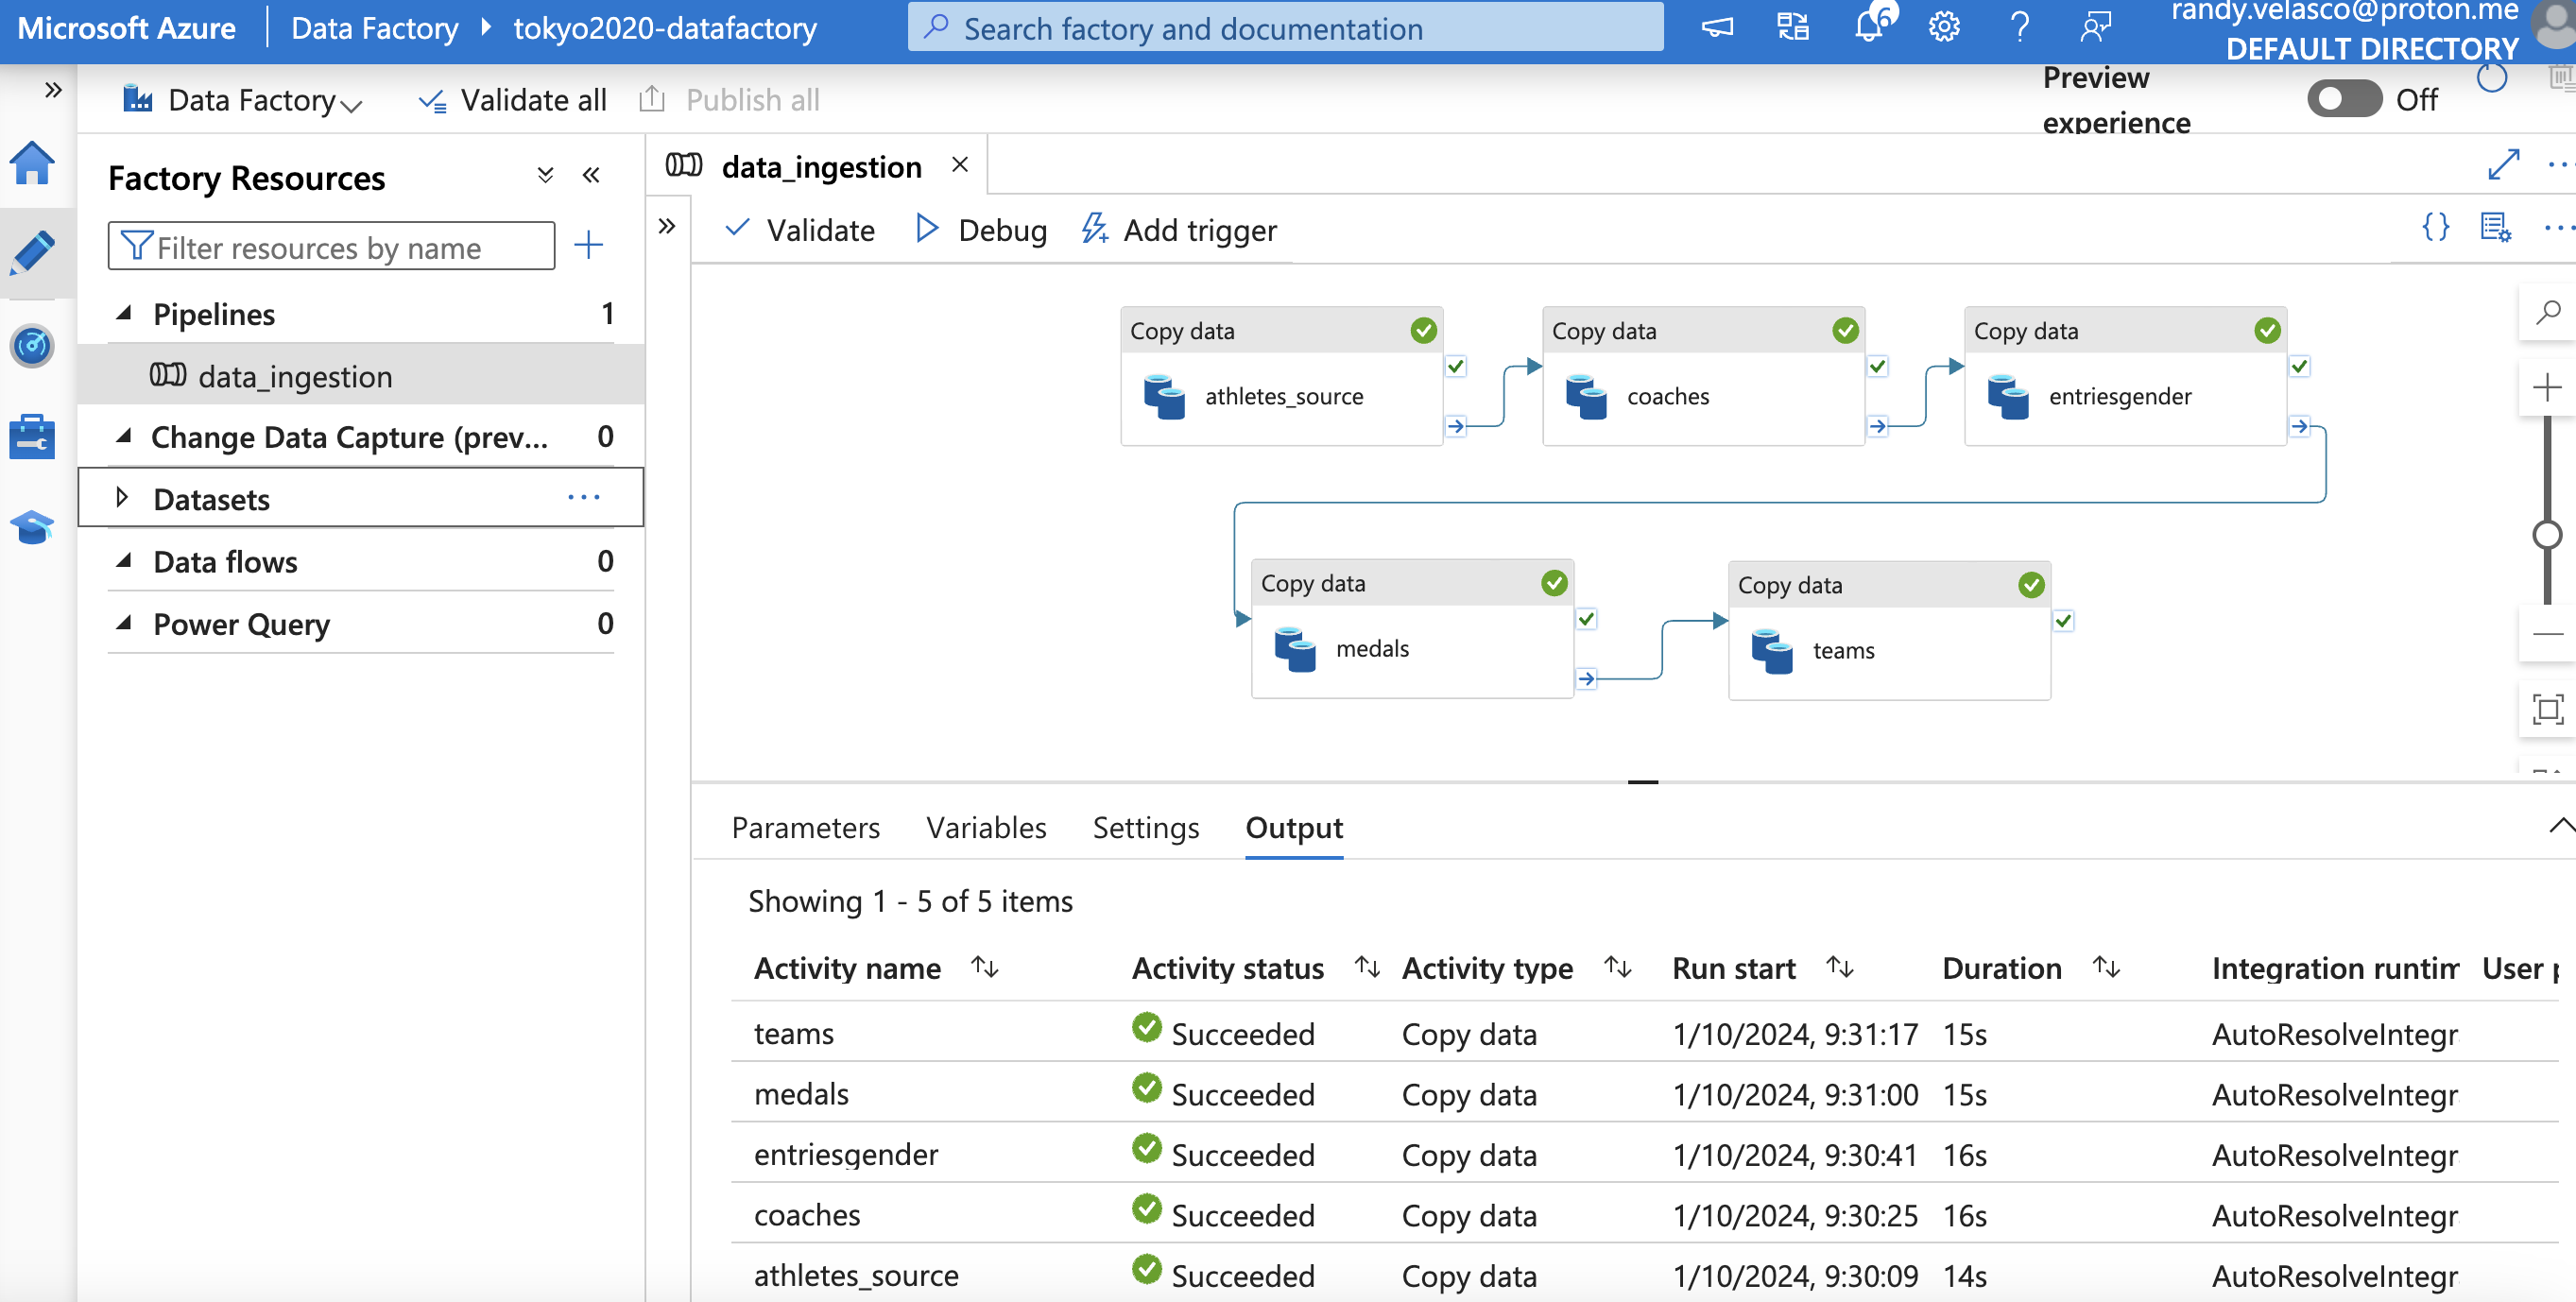 Microsoft Azure
Data Factory
tokyo2020-datafactory
Search factory and documentation
6
randy.velasco@proton.me
DEFAULT DIRECTORY
Data Factory
Validate all
Publish all
Preview
experience
Off
Factory Resources
Filter resources by name
Pipelines 1
data_ingestion
Change Data Capture (prev... 0
Datasets
Data flows 0
Power Query 0
data_ingestion
Validate
Debug
Add trigger
Copy data
athletes_source
Copy data
coaches
Copy data
entriesgender
Copy data
medals
Copy data
teams
Parameters Variables Settings Output
Showing 1 - 5 of 5 items
Activity name Activity status Activity type Run start Duration Integration runtim User
teams Succeeded Copy data 1/10/2024, 9:31:17 15s AutoResolveIntegr
medals Succeeded Copy data 1/10/2024, 9:31:00 15s AutoResolveIntegr
entriesgender Succeeded Copy data 1/10/2024, 9:30:41 16s AutoResolveIntegr
coaches Succeeded Copy data 1/10/2024, 9:30:25 16s AutoResolveIntegr
athletes_source Succeeded Copy data 1/10/2024, 9:30:09 14s AutoResolveIntegr